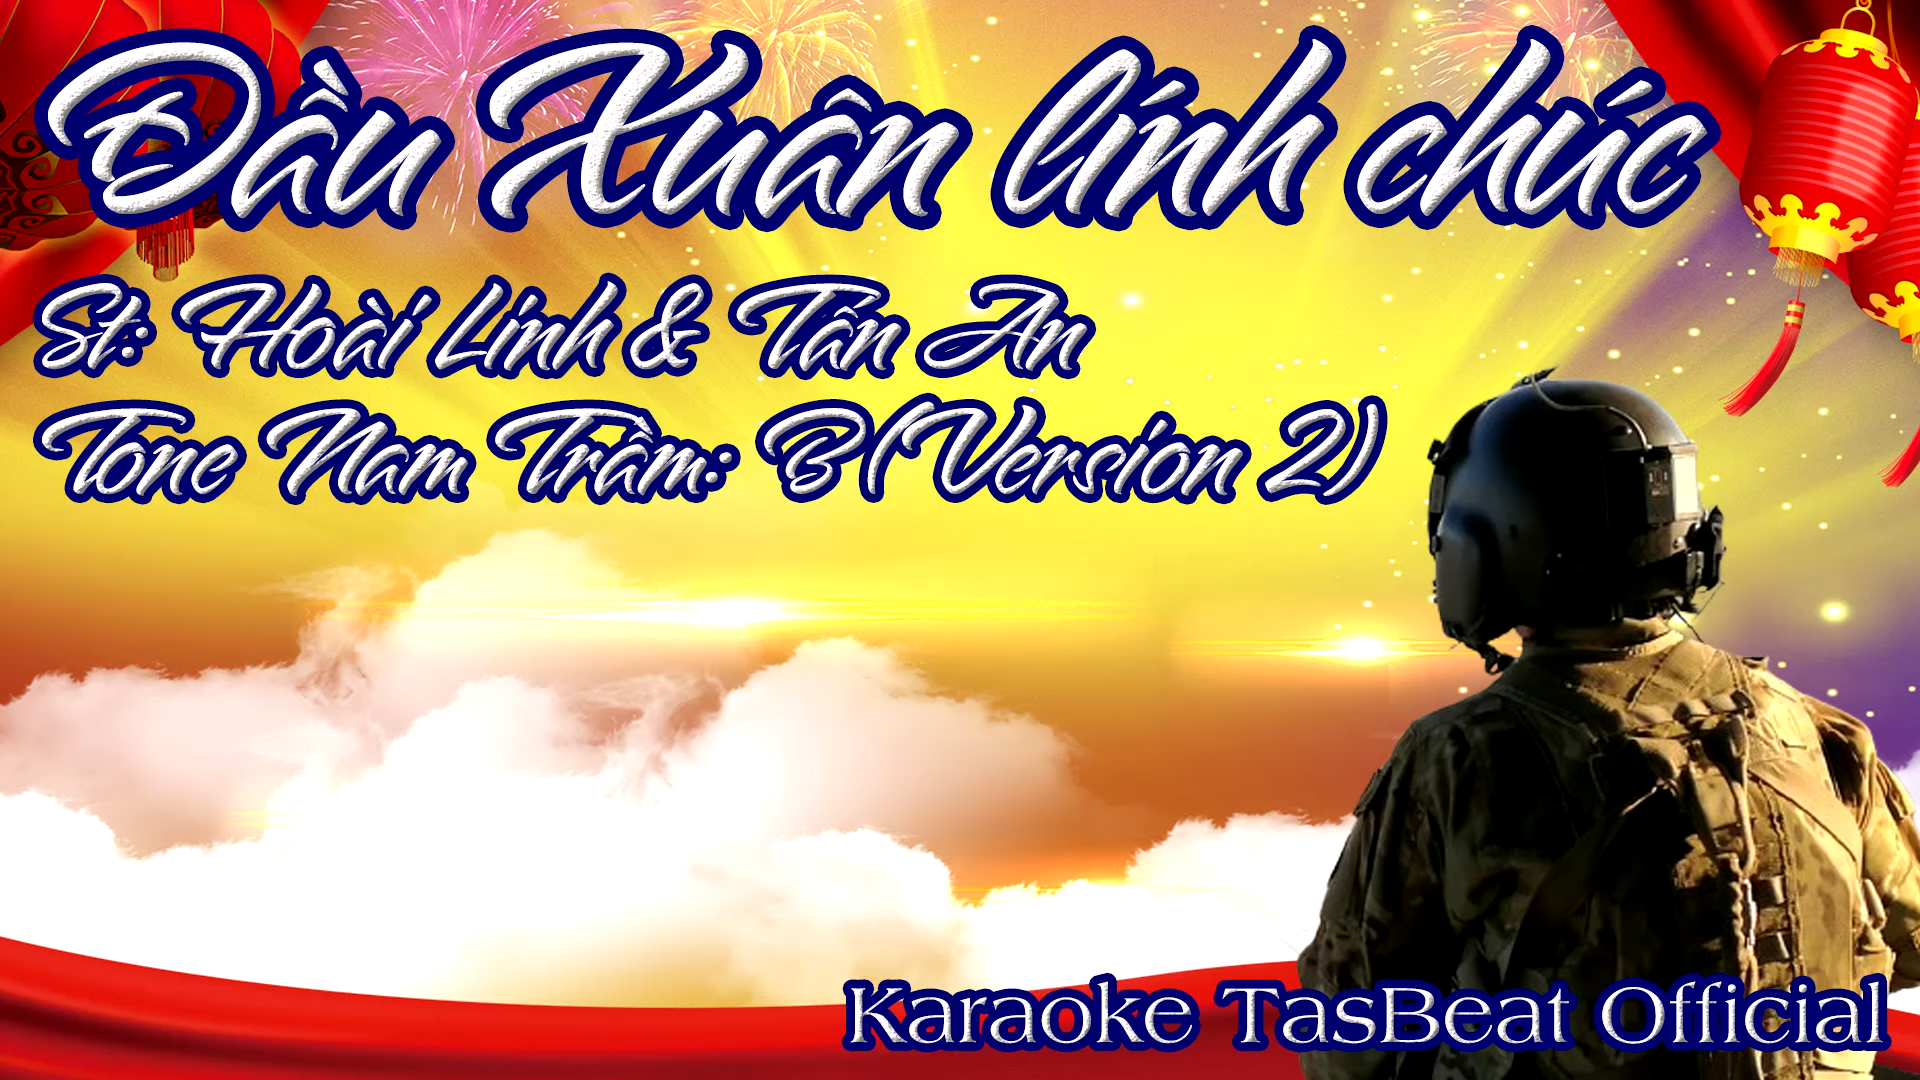 Đầu Xuân lính chúc
St: Hoài Linh & Tấn An
Tone Nam Trầm: B (Version 2)
Karaoke TasBeat Official